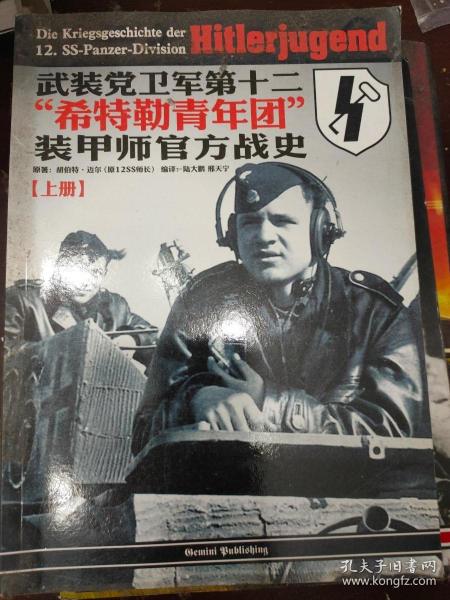 Die Kriegsgeschichte der
12. SS-Panzer-Division Hitlerjugend
武装党卫军第十二
“希特勒青年团”
装甲师官方战史
原著：胡伯特·迈尔（原12SS师长） 编译：陆大鹏 邢天宁
【上册】
Gemini Publishing
孔夫子旧书网
www.kongfz.com